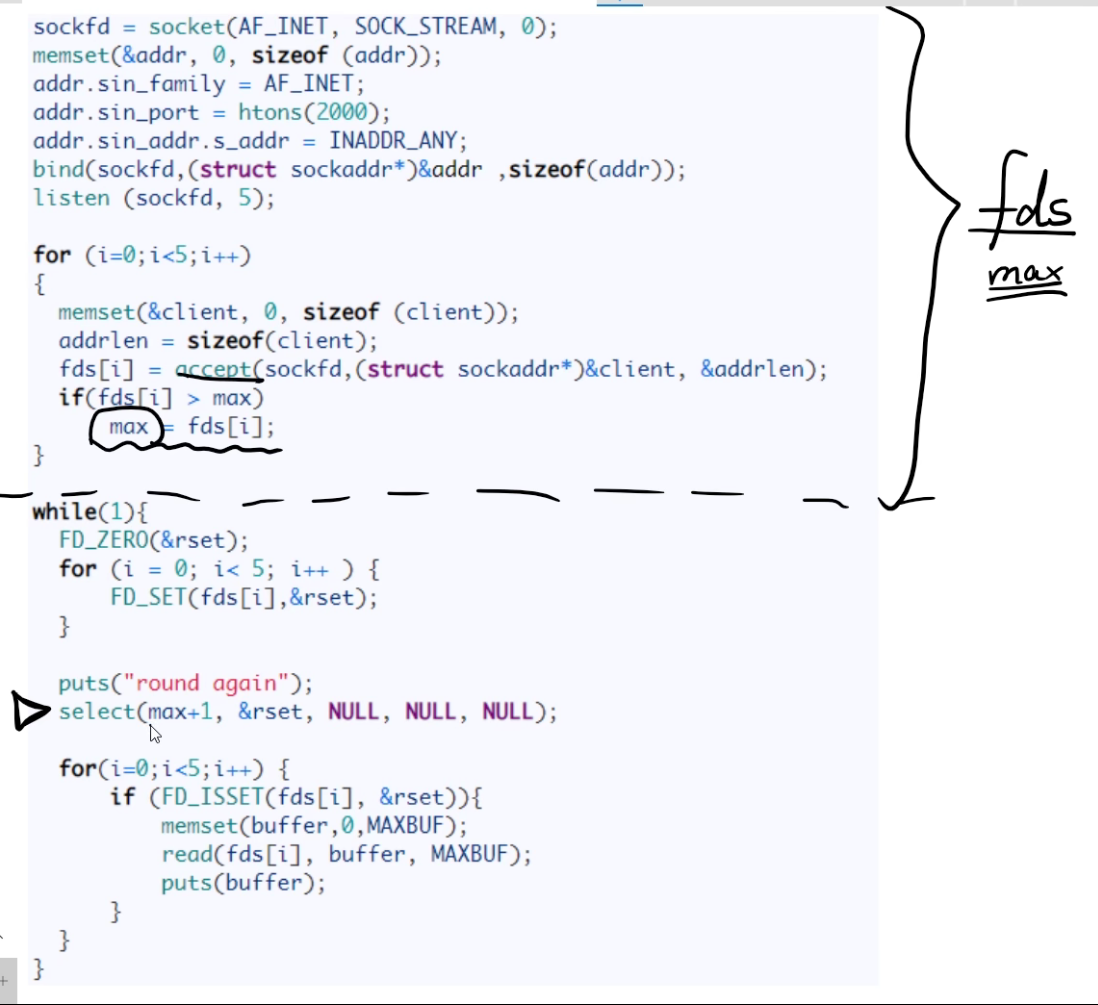 sockfd = socket(AF_INET, SOCK_STREAM, 0);
memset(&addr, 0, sizeof (addr));
addr.sin_family = AF_INET;
addr.sin_port = htons(2000);
addr.sin_addr.s_addr = INADDR_ANY;
bind(sockfd,(struct sockaddr*)&addr ,sizeof(addr));
listen (sockfd, 5);
fds
max
for (i=0;i<5;i++)
{
memset(&client, 0, sizeof (client));
addrlen = sizeof(client);
fds[i] = accept(sockfd,(struct sockaddr*)&client, &addrlen);
if(fds[i] > max)
max = fds[i];
}
while(1){
FD_ZERO(&rset);
for (i = 0; i< 5; i++ ) {
FD_SET(fds[i],&rset);
}
puts("round again");
select(max+1, &rset, NULL, NULL, NULL);
for(i=0;i<5;i++) {
if (FD_ISSET(fds[i], &rset)){
memset(buffer,0,MAXBUF);
read(fds[i], buffer, MAXBUF);
puts(buffer);
}
}
}